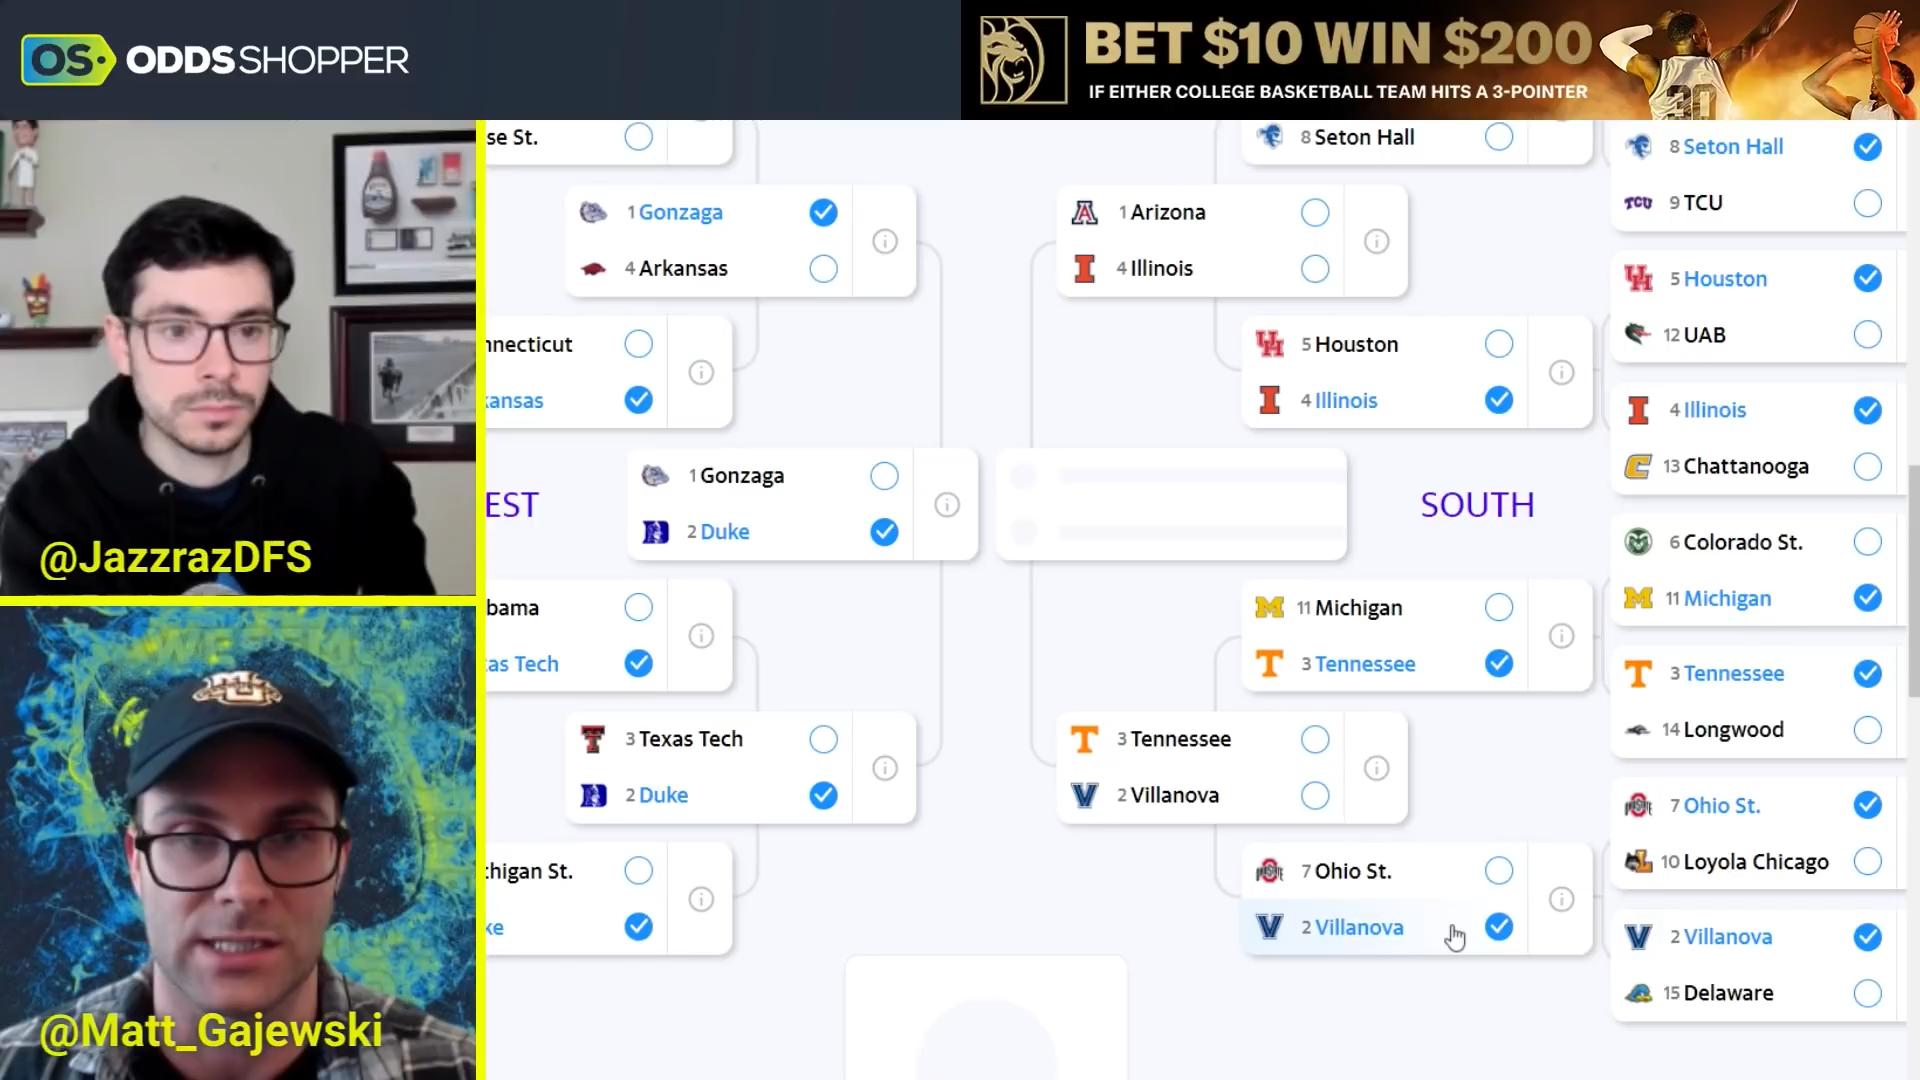 OS. ODDSSHOPPER
BET $10 WIN $200
IF EITHER COLLEGE BASKETBALL TEAM HITS A 3-POINTER
@JazzrazDFS
@Matt_Gajewski
se St.
1 Gonzaga
4 Arkansas
nnecticut
kansas
EST
1 Gonzaga
2 Duke
bama
as Tech
3 Texas Tech
2 Duke
chigan St.
ke
8 Seton Hall
1 Arizona
4 Illinois
5 Houston
4 Illinois
SOUTH
11 Michigan
3 Tennessee
3 Tennessee
2 Villanova
7 Ohio St.
2 Villanova
8 Seton Hall
TCU
9 TCU
5 Houston
12 UAB
4 Illinois
13 Chattanooga
6 Colorado St.
11 Michigan
3 Tennessee
14 Longwood
7 Ohio St.
10 Loyola Chicago
2 Villanova
15 Delaware